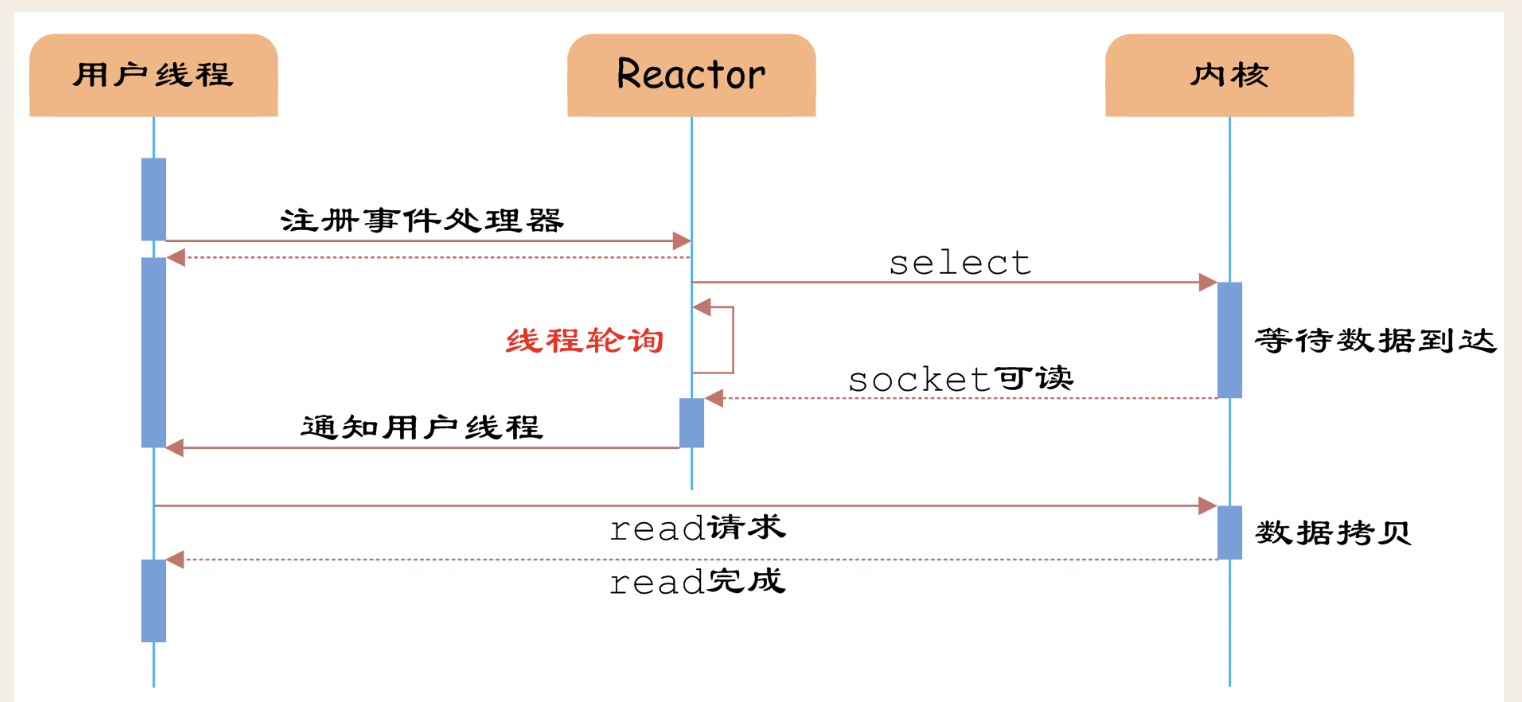 用户线程
Reactor
内核
注册事件处理器
select
线程轮询
等待数据到达
socket可读
通知用户线程
read请求
数据拷贝
read完成